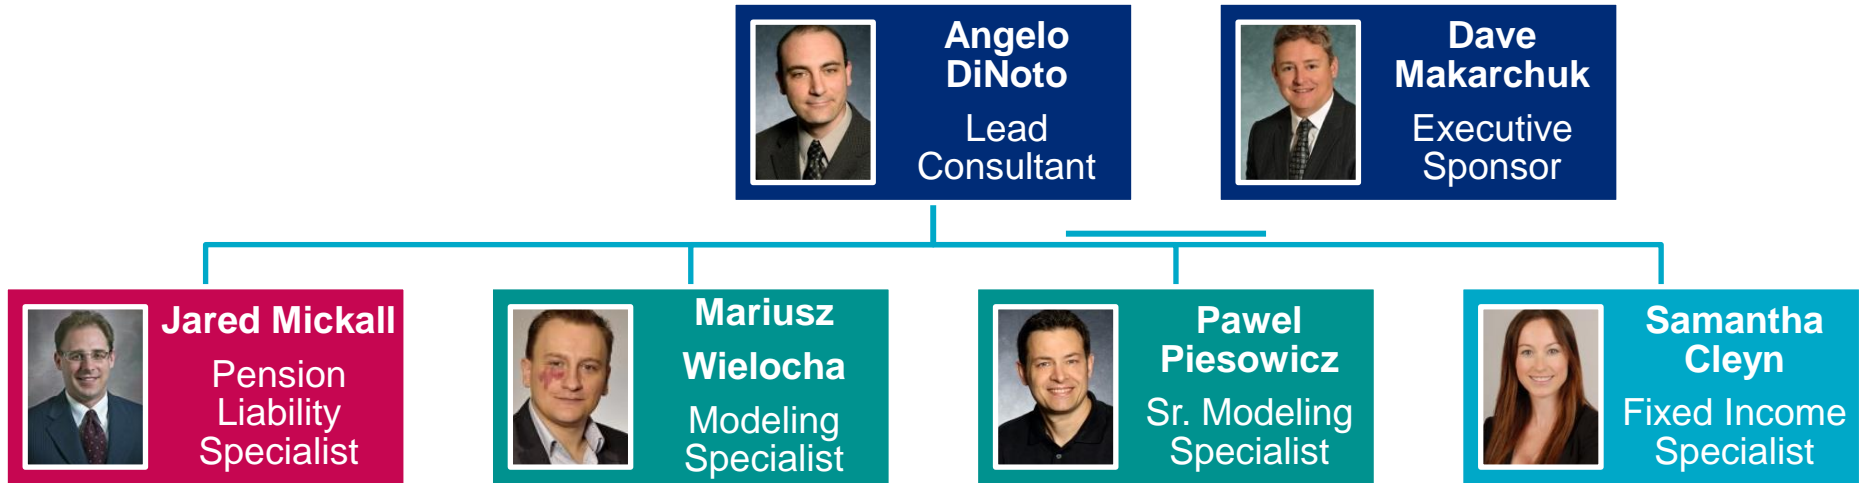 Angelo
DiNoto
Lead
Consultant
Dave
Makarchuk
Executive
Sponsor
Jared Mickall
Pension
Liability
Specialist
Mariusz
Wielocha
Modeling
Specialist
Pawel
Piesowicz
Sr. Modeling
Specialist
Samantha
Cleyn
Fixed Income
Specialist